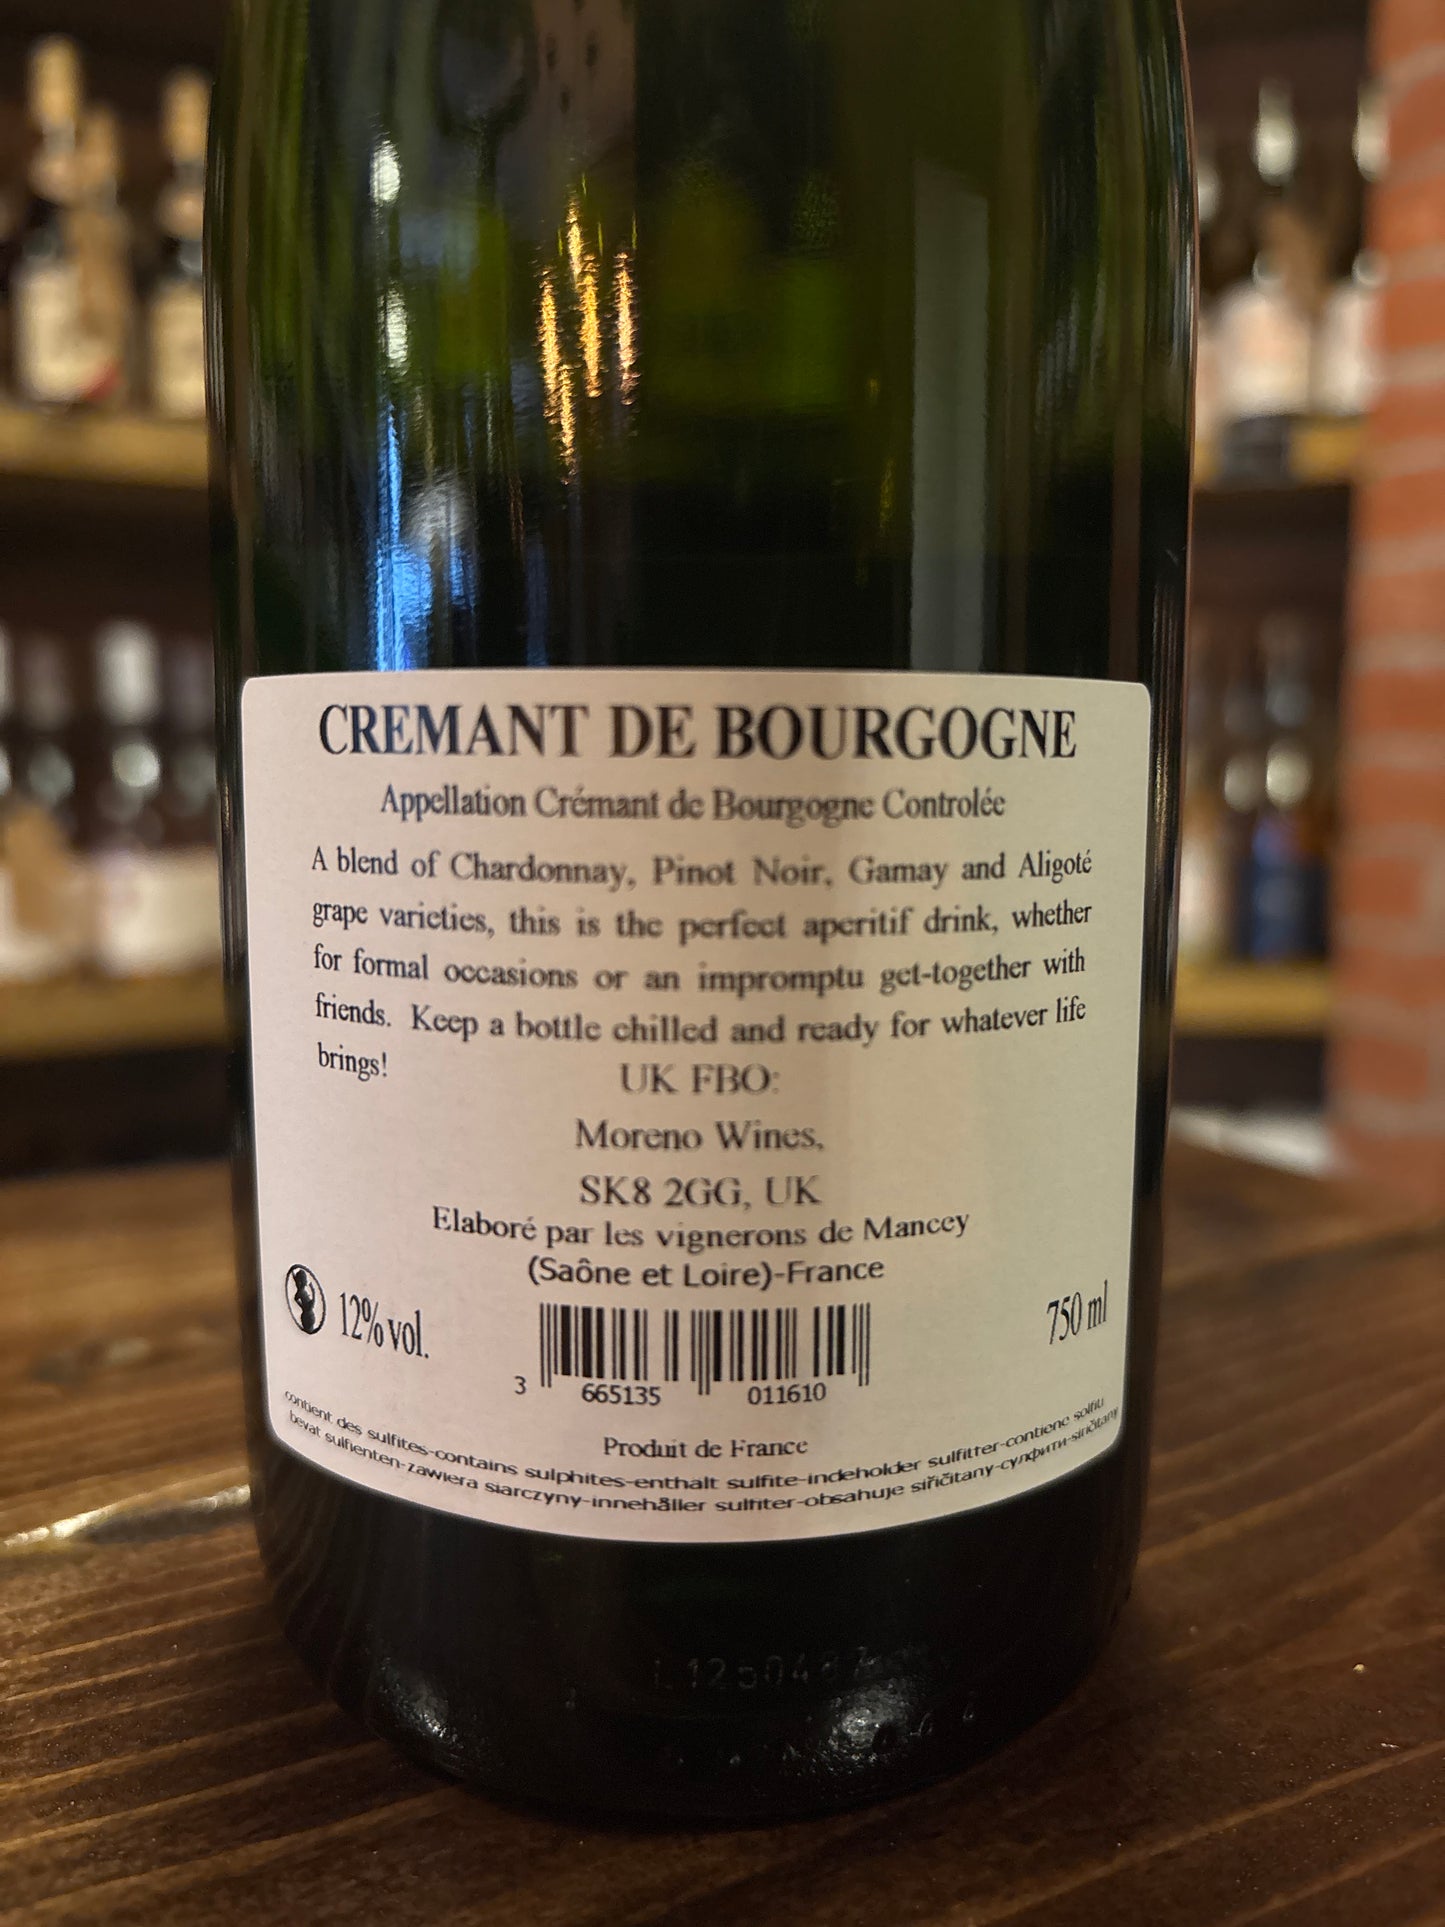 CREMANT DE BOURGOGNE
Appellation Crémant de Bourgogne Controlée
A blend of Chardonnay, Pinot Noir, Gamay and Aligoté
grape varieties, this is the perfect aperitif drink, whether
for formal occasions or an impromptu get-together with
friends. Keep a bottle chilled and ready for whatever life
brings!
UK FBO:
Moreno Wines,
SK8 2GG, UK
Elaboré par les vignerons de Mancey
(Saône et Loire)-France
12% vol.
750 ml
3 665135 011610
Produit de France
contient des sulfites-contains sulphites-enthält sulfite-indeholder sulfitter-contiene solfiu
bevat sulfienten-zawiera siarczyny-innehåller sulfiter-obsahuje siřičitany-сулфити-siričitany